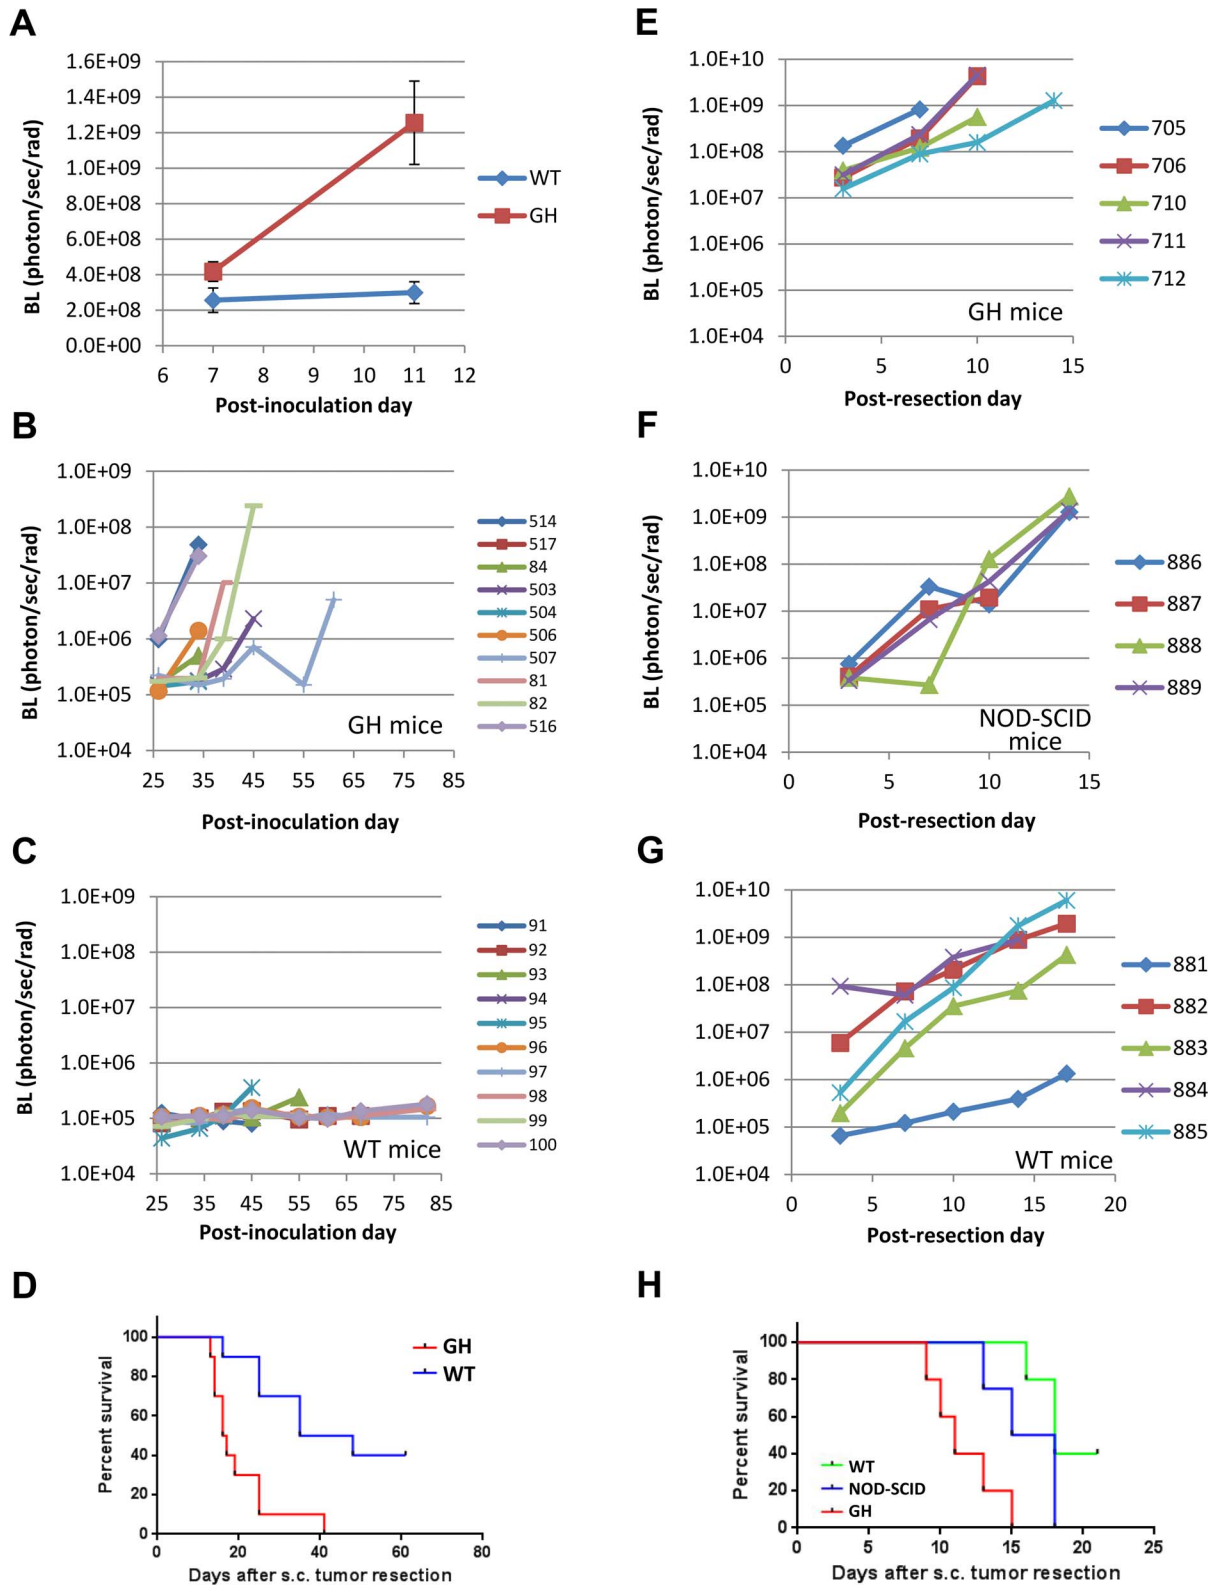 A
1.6E+09
1.4E+09
1.2E+09
1.0E+09
8.0E+08
6.0E+08
4.0E+08
2.0E+08
0.0E+00
BL (photon/sec/rad)
6 7 8 9 10 11 12
Post-inoculation day
WT
GH
B
1.0E+09
1.0E+08
1.0E+07
1.0E+06
1.0E+05
1.0E+04
BL (photon/sec/rad)
GH mice
25 35 45 55 65 75 85
Post-inoculation day
514
517
84
503
504
506
507
81
82
516
C
1.0E+09
1.0E+08
1.0E+07
1.0E+06
1.0E+05
1.0E+04
BL (photon/sec/rad)
WT mice
25 35 45 55 65 75 85
Post-inoculation day
91
92
93
94
95
96
97
98
99
100
D
100
80
60
40
20
0
Percent survival
GH
WT
0 20 40 60 80
Days after s.c. tumor resection
E
1.0E+10
1.0E+09
1.0E+08
1.0E+07
1.0E+06
1.0E+05
1.0E+04
BL (photon/sec/rad)
GH mice
0 5 10 15
Post-resection day
705
706
710
711
712
F
1.0E+10
1.0E+09
1.0E+08
1.0E+07
1.0E+06
1.0E+05
1.0E+04
BL (photon/sec/rad)
NOD-SCID
mice
0 5 10 15
Post-resection day
886
887
888
889
G
1.0E+10
1.0E+09
1.0E+08
1.0E+07
1.0E+06
1.0E+05
1.0E+04
BL (photon/sec/rad)
WT mice
0 5 10 15 20
Post-resection day
881
882
883
884
885
H
100
80
60
40
20
0
Percent survival
WT
NOD-SCID
GH
0 5 10 15 20 25
Days after s.c. tumor resection